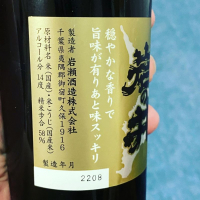 穏やかな香りで
旨味が有りあと味スッキリ
製造者 岩瀬酒造株式会社
千葉県夷隅郡御宿町久保1916
原材料名 米(国産)・米こうじ(国産米)
アルコール分 14度 精米歩合 58%
製造年月
2208